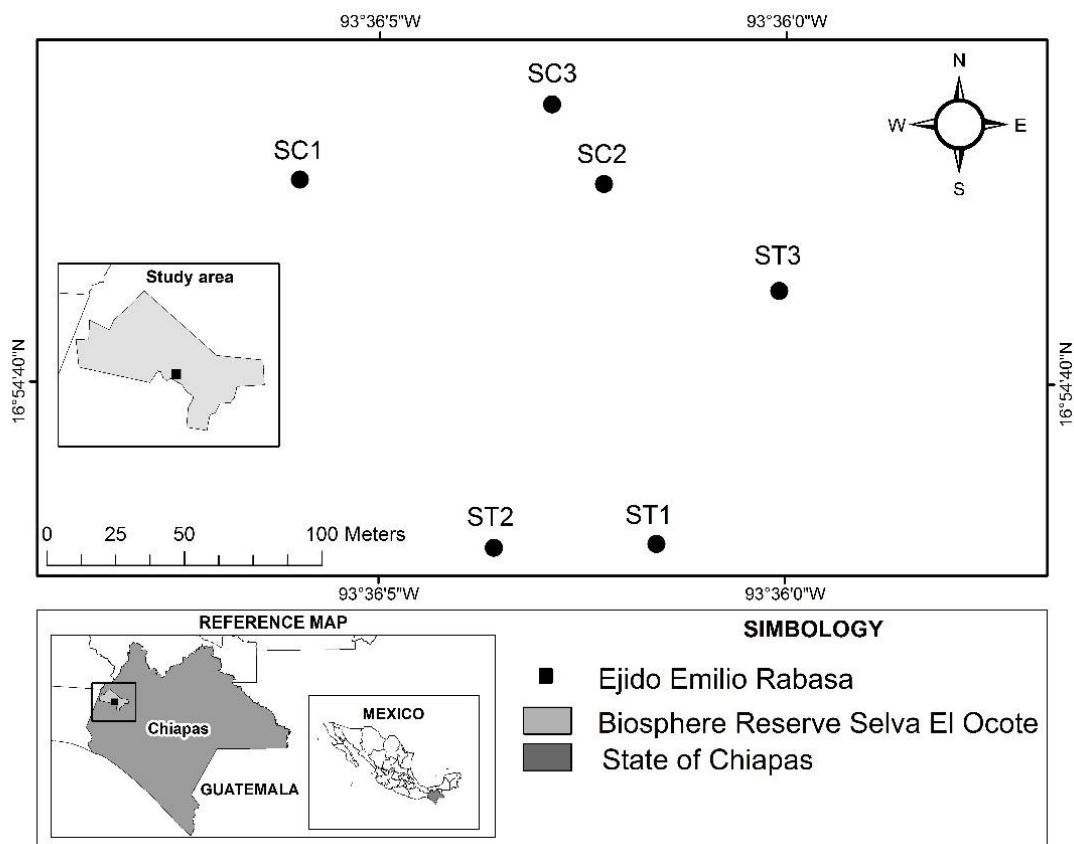 93°36'5"W 93°36'0"W
N
W E
S
SC3
SC1 SC2
ST3
Study area
16°54'40"N 16°54'40"N
ST2 ST1
0 25 50 100 Meters
93°36'5"W 93°36'0"W
REFERENCE MAP
Chiapas
GUATEMALA
MEXICO
SIMBOLOGY
Ejido Emilio Rabasa
Biosphere Reserve Selva El Ocote
State of Chiapas